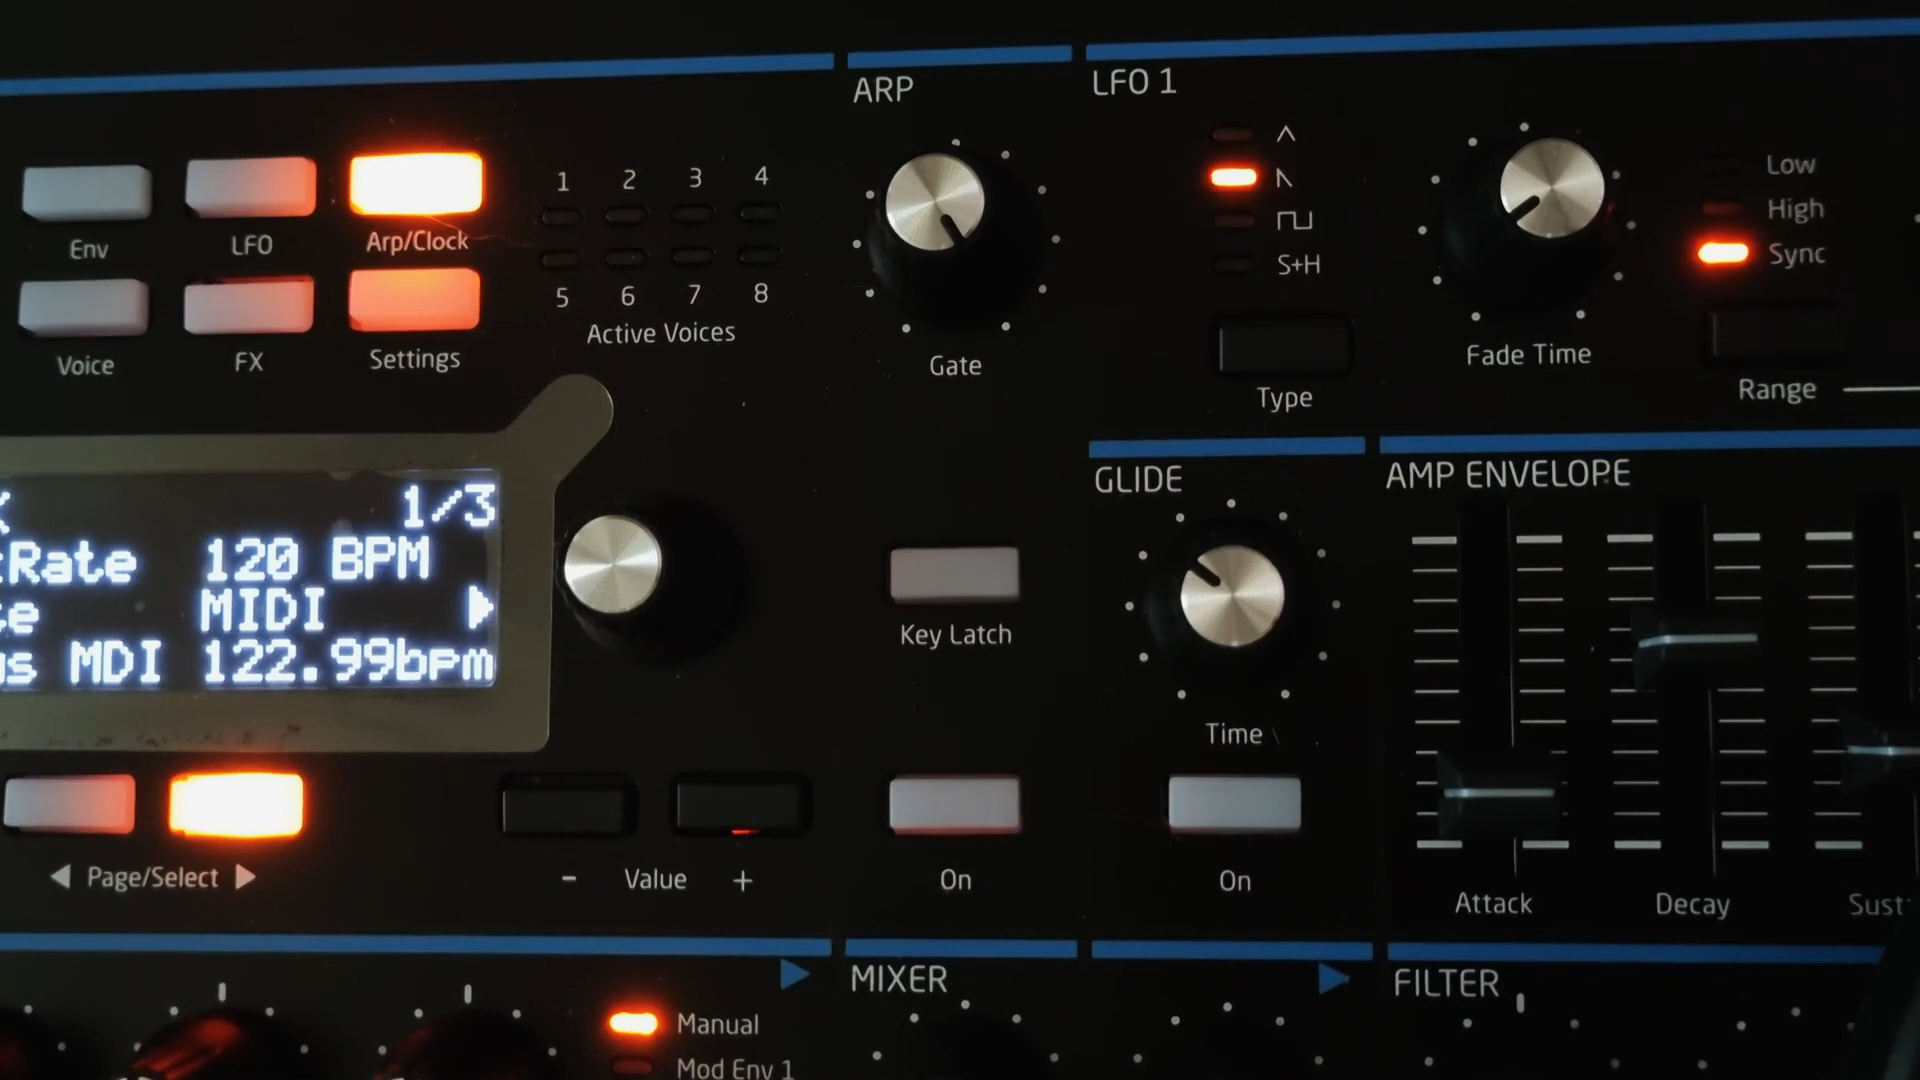 ARP
LFO 1
1 2 3 4
Low
High
Sync
Env LFO Arp/Clock
S+H
5 6 7 8
Active Voices
Voice FX Settings
Gate
Fade Time
Type
Range
GLIDE
AMP ENVELOPE
1/3
Rate 120 BPM
MIDI
MDI 122.99bpm
Key Latch
Time
Page/Select
- Value +
On
On
Attack
Decay
MIXER
FILTER
Manual
Mod Env 1